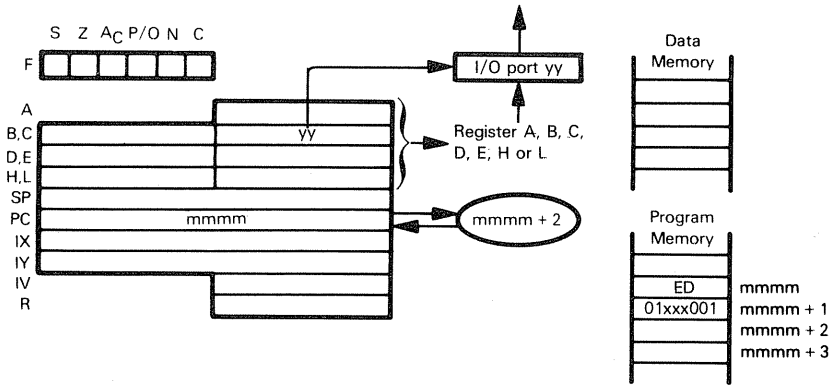 S Z AC P/O N C
F
A
B,C
D,E
H,L
SP
PC
IX
IY
IV
R
yy
mmmm
I/O port yy
Register A, B, C,
D, E, H or L
mmmm + 2
Data
Memory
Program
Memory
ED mmmm
01xxx001 mmmm + 1
mmmm + 2
mmmm + 3